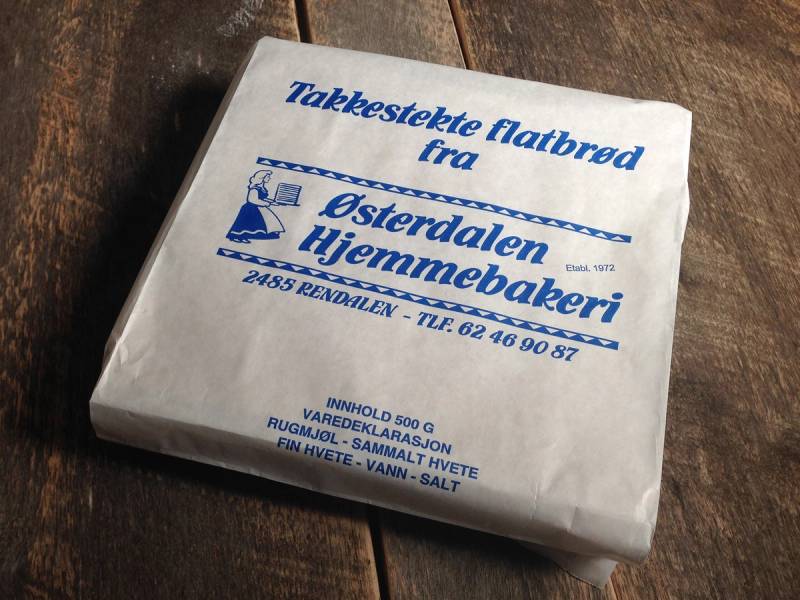 Takkestekte flatbrød
fra
Østerdalen
Hjemmebakeri
Etabl. 1972
2485 RENDALEN - TLF. 62 46 90 87
INNHOLD 500 G
VAREDEKLARASJON
RUGMJØL - SAMMALT HVETE
FIN HVETE - VANN - SALT